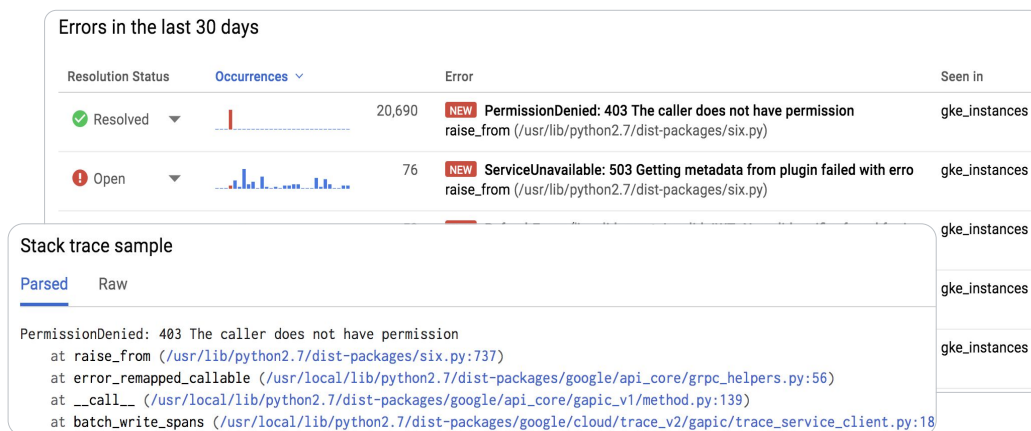 Errors in the last 30 days
Resolution Status Occurrences Error Seen in
Resolved 20,690 NEW PermissionDenied: 403 The caller does not have permission gke_instances
raise_from (/usr/lib/python2.7/dist-packages/six.py)
Open 76 NEW ServiceUnavailable: 503 Getting metadata from plugin failed with erro gke_instances
raise_from (/usr/lib/python2.7/dist-packages/six.py)
gke_instances
gke_instances
gke_instances
Stack trace sample
Parsed Raw
PermissionDenied: 403 The caller does not have permission
at raise_from (/usr/lib/python2.7/dist-packages/six.py:737)
at error_remapped_callable (/usr/local/lib/python2.7/dist-packages/google/api_core/grpc_helpers.py:56)
at __call__ (/usr/local/lib/python2.7/dist-packages/google/api_core/gapic_v1/method.py:139)
at batch_write_spans (/usr/local/lib/python2.7/dist-packages/google/cloud/trace_v2/gapic/trace_service_client.py:18